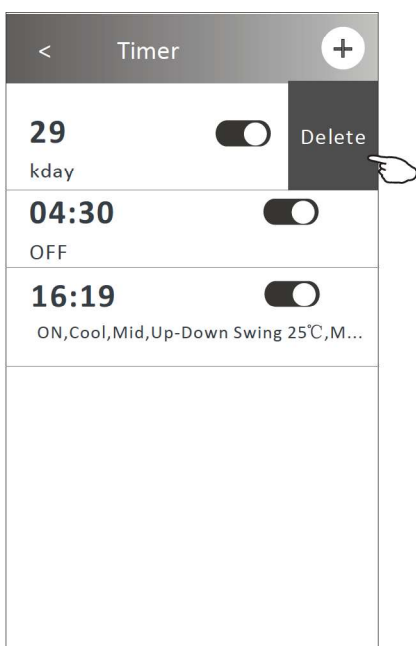 < Timer +
29
Delete
kday
04:30
OFF
16:19
ON,Cool,Mid,Up-Down Swing 25℃,M...